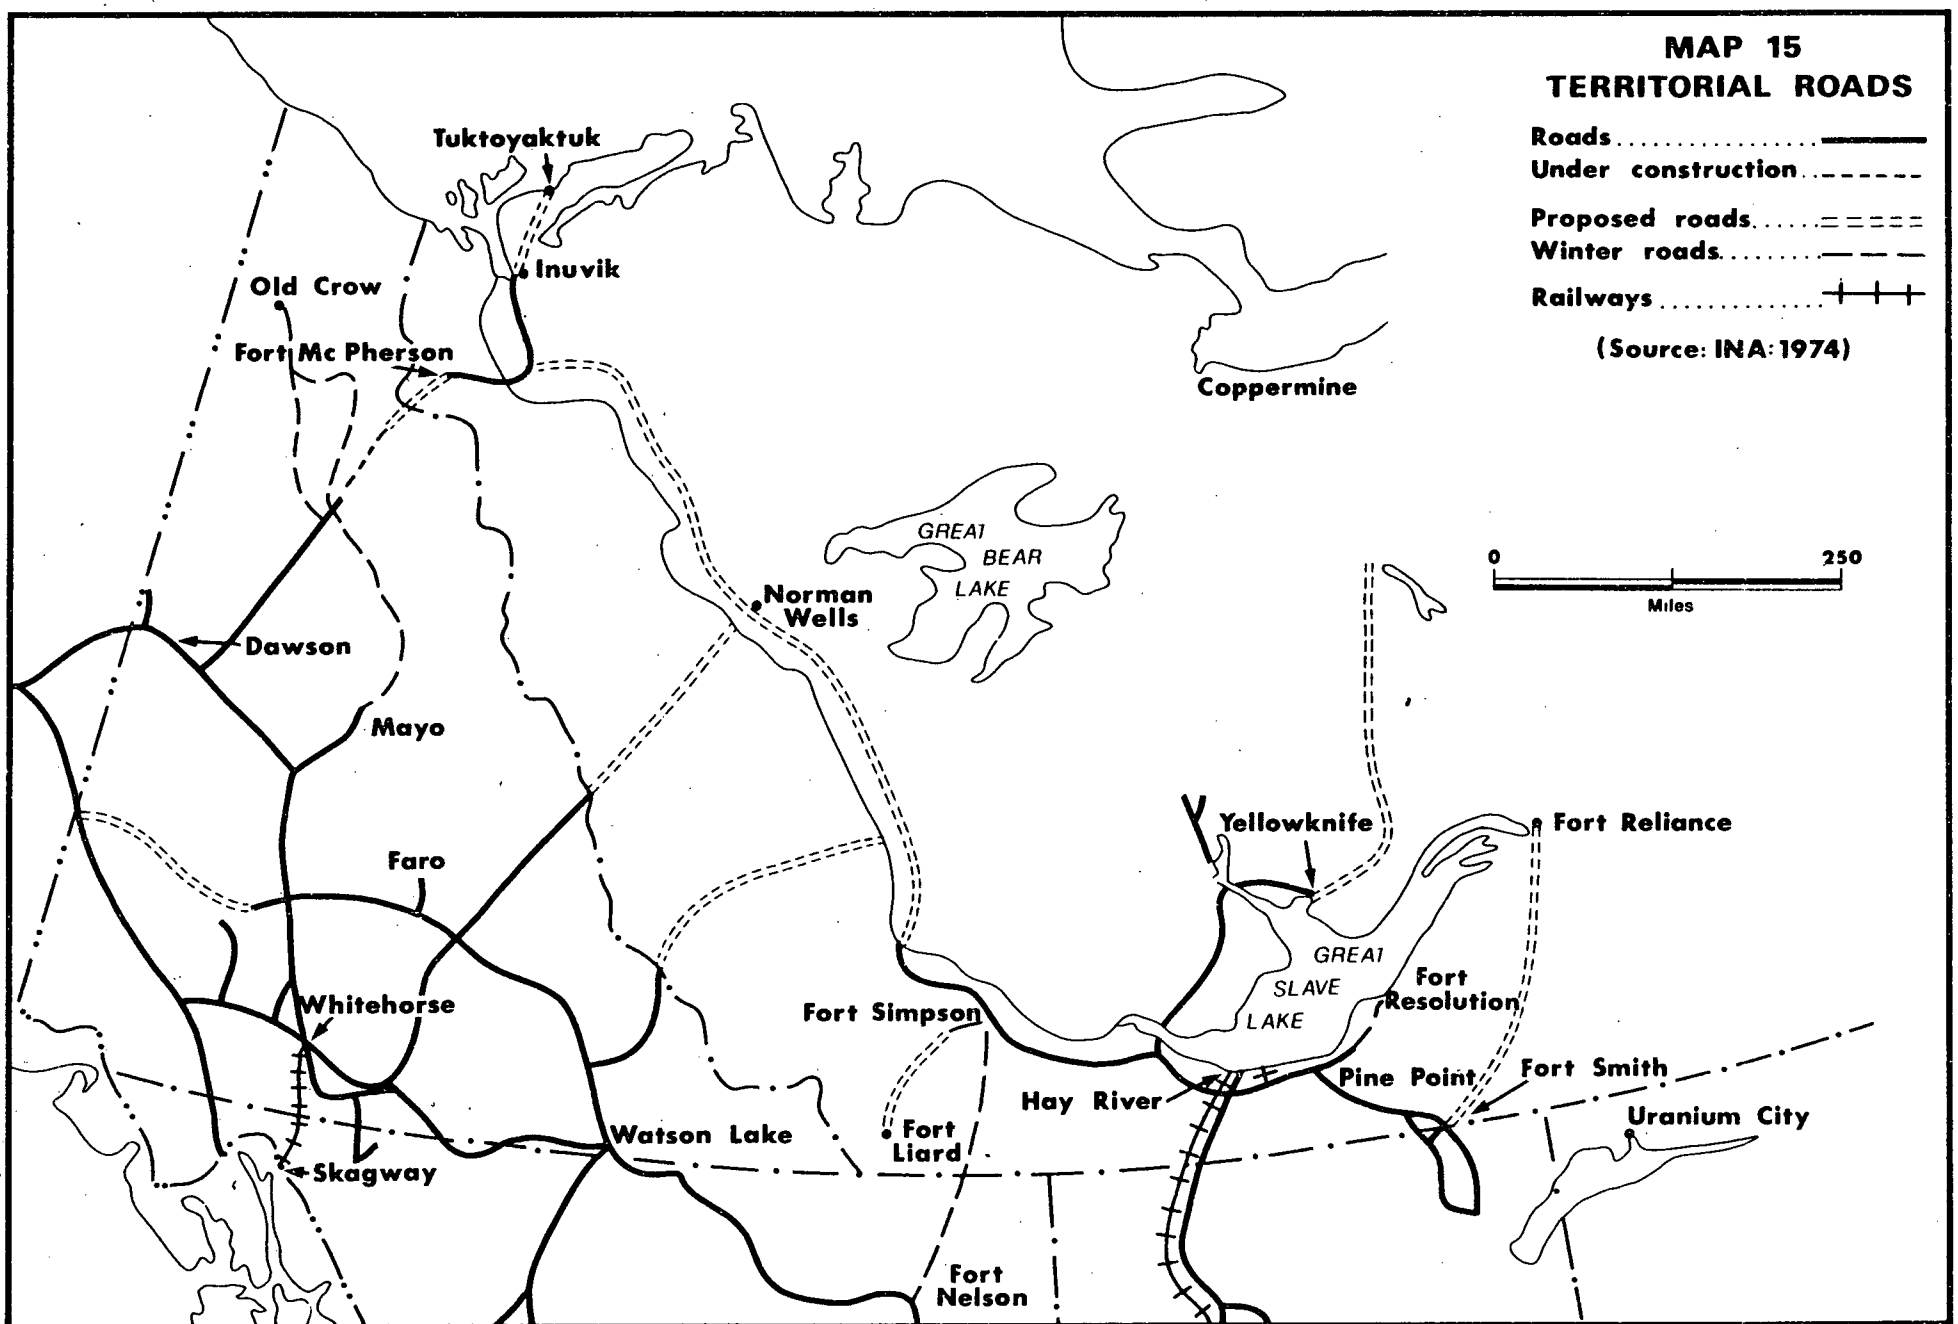 MAP 15
TERRITORIAL ROADS
Roads
Under construction
Proposed roads
Winter roads
Railways
(Source: INA: 1974)
Tuktoyaktuk
Inuvik
Old Crow
Fort Mc Pherson
Coppermine
GREAT
BEAR
LAKE
0
250
Miles
Norman
Wells
Dawson
Mayo
Yellowknife
Fort Reliance
Faro
GREAT
SLAVE
LAKE
Fort
Resolution
Whitehorse
Fort Simpson
Pine Point
Fort Smith
Hay River
Uranium City
Watson Lake
Fort
Liard
Skagway
Fort
Nelson